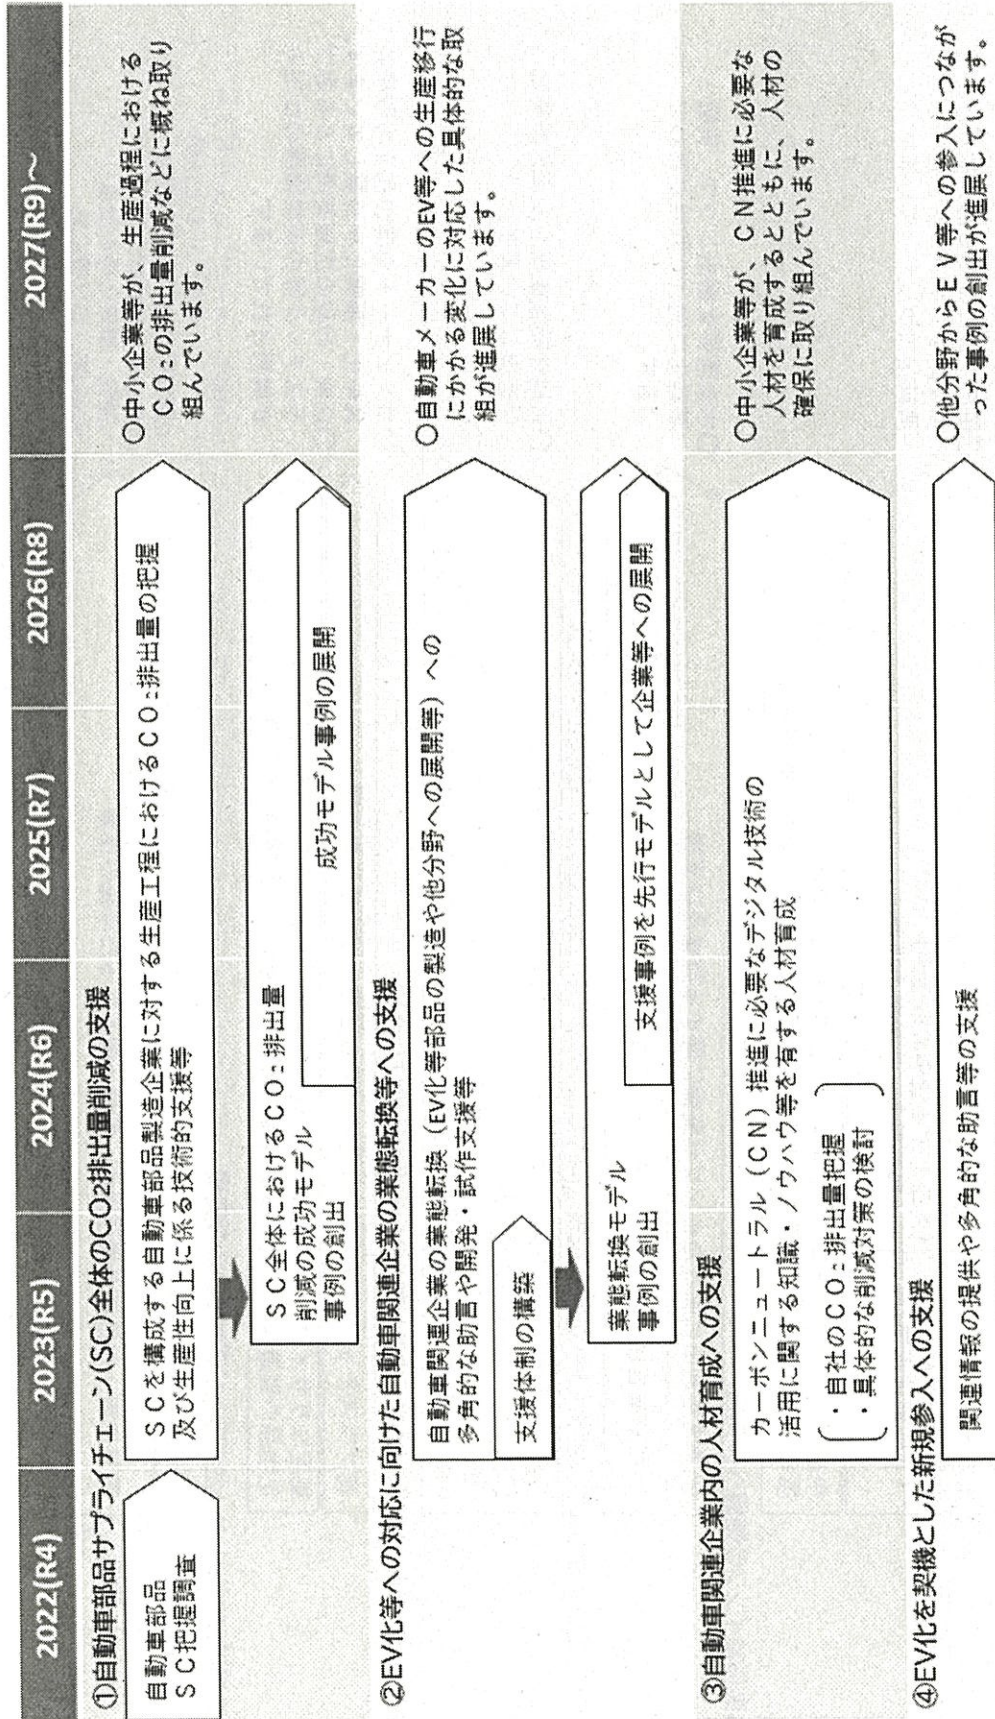 2022(R4)
2023(R5)
2024(R6)
2025(R7)
2026(R8)
2027(R9)～
①自動車部品サプライチェーン(SC)全体のCO2排出量削減の支援
自動車部品
ＳＣ把握調査
ＳＣを構成する自動車部品製造企業に対する生産工程におけるＣＯ₂排出量の把握
及び生産性向上に係る技術的支援等
ＳＣ全体におけるＣＯ₂排出量
削減の成功モデル
事例の創出
成功モデル事例の展開
○中小企業等が、生産過程における
ＣＯ₂の排出量削減などに概ね取り
組んでいます。
②EV化等への対応に向けた自動車関連企業の業態転換等への支援
自動車関連企業の業態転換（EV化等部品の製造や他分野への展開等）への
多角的な助言や開発・試作支援等
支援体制の構築
業態転換モデル
事例の創出
支援事例を先行モデルとして企業等への展開
○自動車メーカーのEV等への生産移行
にかかる変化に対応した具体的な取
組が進展しています。
③自動車関連企業内の人材育成への支援
カーボンニュートラル（ＣＮ）推進に必要なデジタル技術の
活用に関する知識・ノウハウ等を有する人材育成
・自社のＣＯ₂排出量把握
・具体的な削減対策の検討
○中小企業等が、ＣＮ推進に必要な
人材を育成するとともに、人材の
確保に取り組んでいます。
④EV化を契機とした新規参入への支援
関連情報の提供や多角的な助言等の支援
○他分野からＥＶ等への参入につなが
った事例の創出が進展しています。